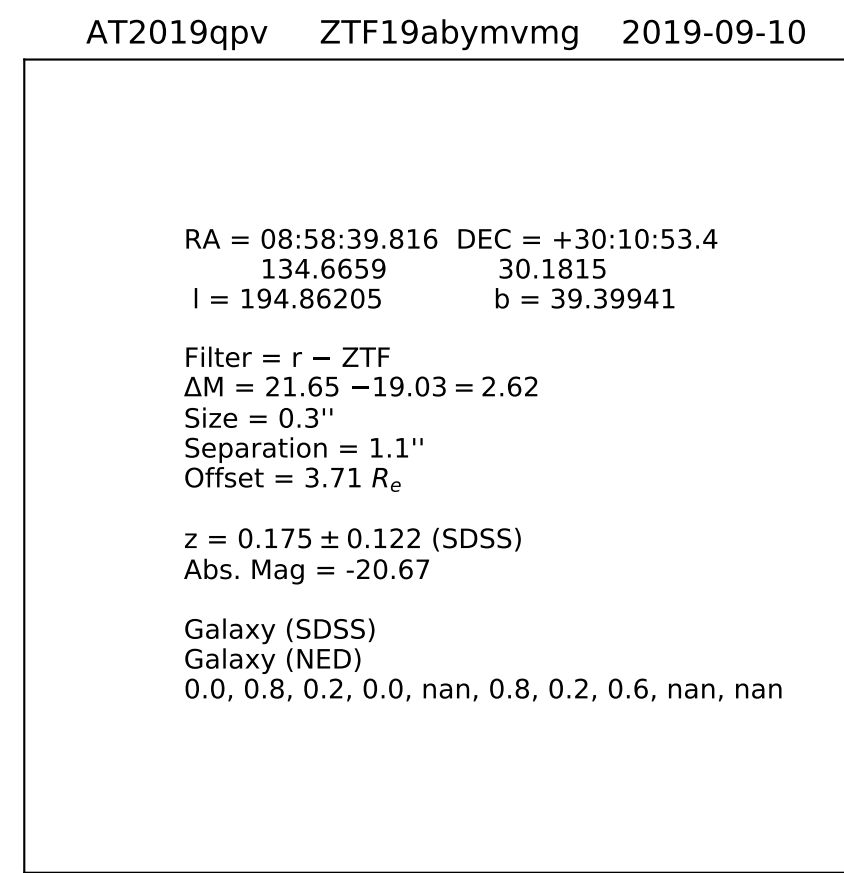 AT2019qpv ZTF19abymvmg 2019-09-10
RA = 08:58:39.816 DEC = +30:10:53.4
134.6659 30.1815
l = 194.86205 b = 39.39941
Filter = r − ZTF
ΔM = 21.65 −19.03 = 2.62
Size = 0.3''
Separation = 1.1''
Offset = 3.71 Re
z = 0.175 ± 0.122 (SDSS)
Abs. Mag = -20.67
Galaxy (SDSS)
Galaxy (NED)
0.0, 0.8, 0.2, 0.0, nan, 0.8, 0.2, 0.6, nan, nan